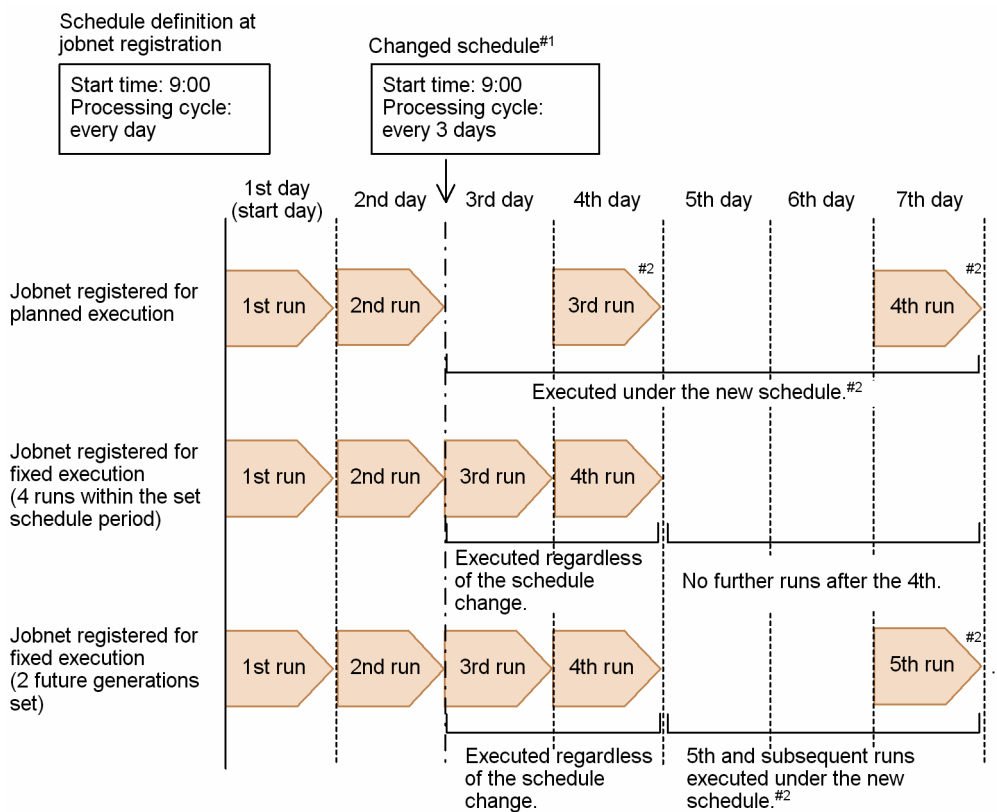 Schedule definition at
jobnet registration
Start time: 9:00
Processing cycle:
every day
Changed schedule#1
Start time: 9:00
Processing cycle:
every 3 days
1st day
(start day)
2nd day
3rd day
4th day
5th day
6th day
7th day
Jobnet registered for
planned execution
1st run
2nd run
3rd run
#2
4th run
#2
Executed under the new schedule.#2
Jobnet registered for
fixed execution
(4 runs within the set
schedule period)
1st run
2nd run
3rd run
4th run
Executed regardless
of the schedule
change.
No further runs after the 4th.
Jobnet registered for
fixed execution
(2 future generations
set)
1st run
2nd run
3rd run
4th run
5th run
#2
.
Executed regardless
of the schedule
change.
5th and subsequent runs
executed under the new
schedule.#2